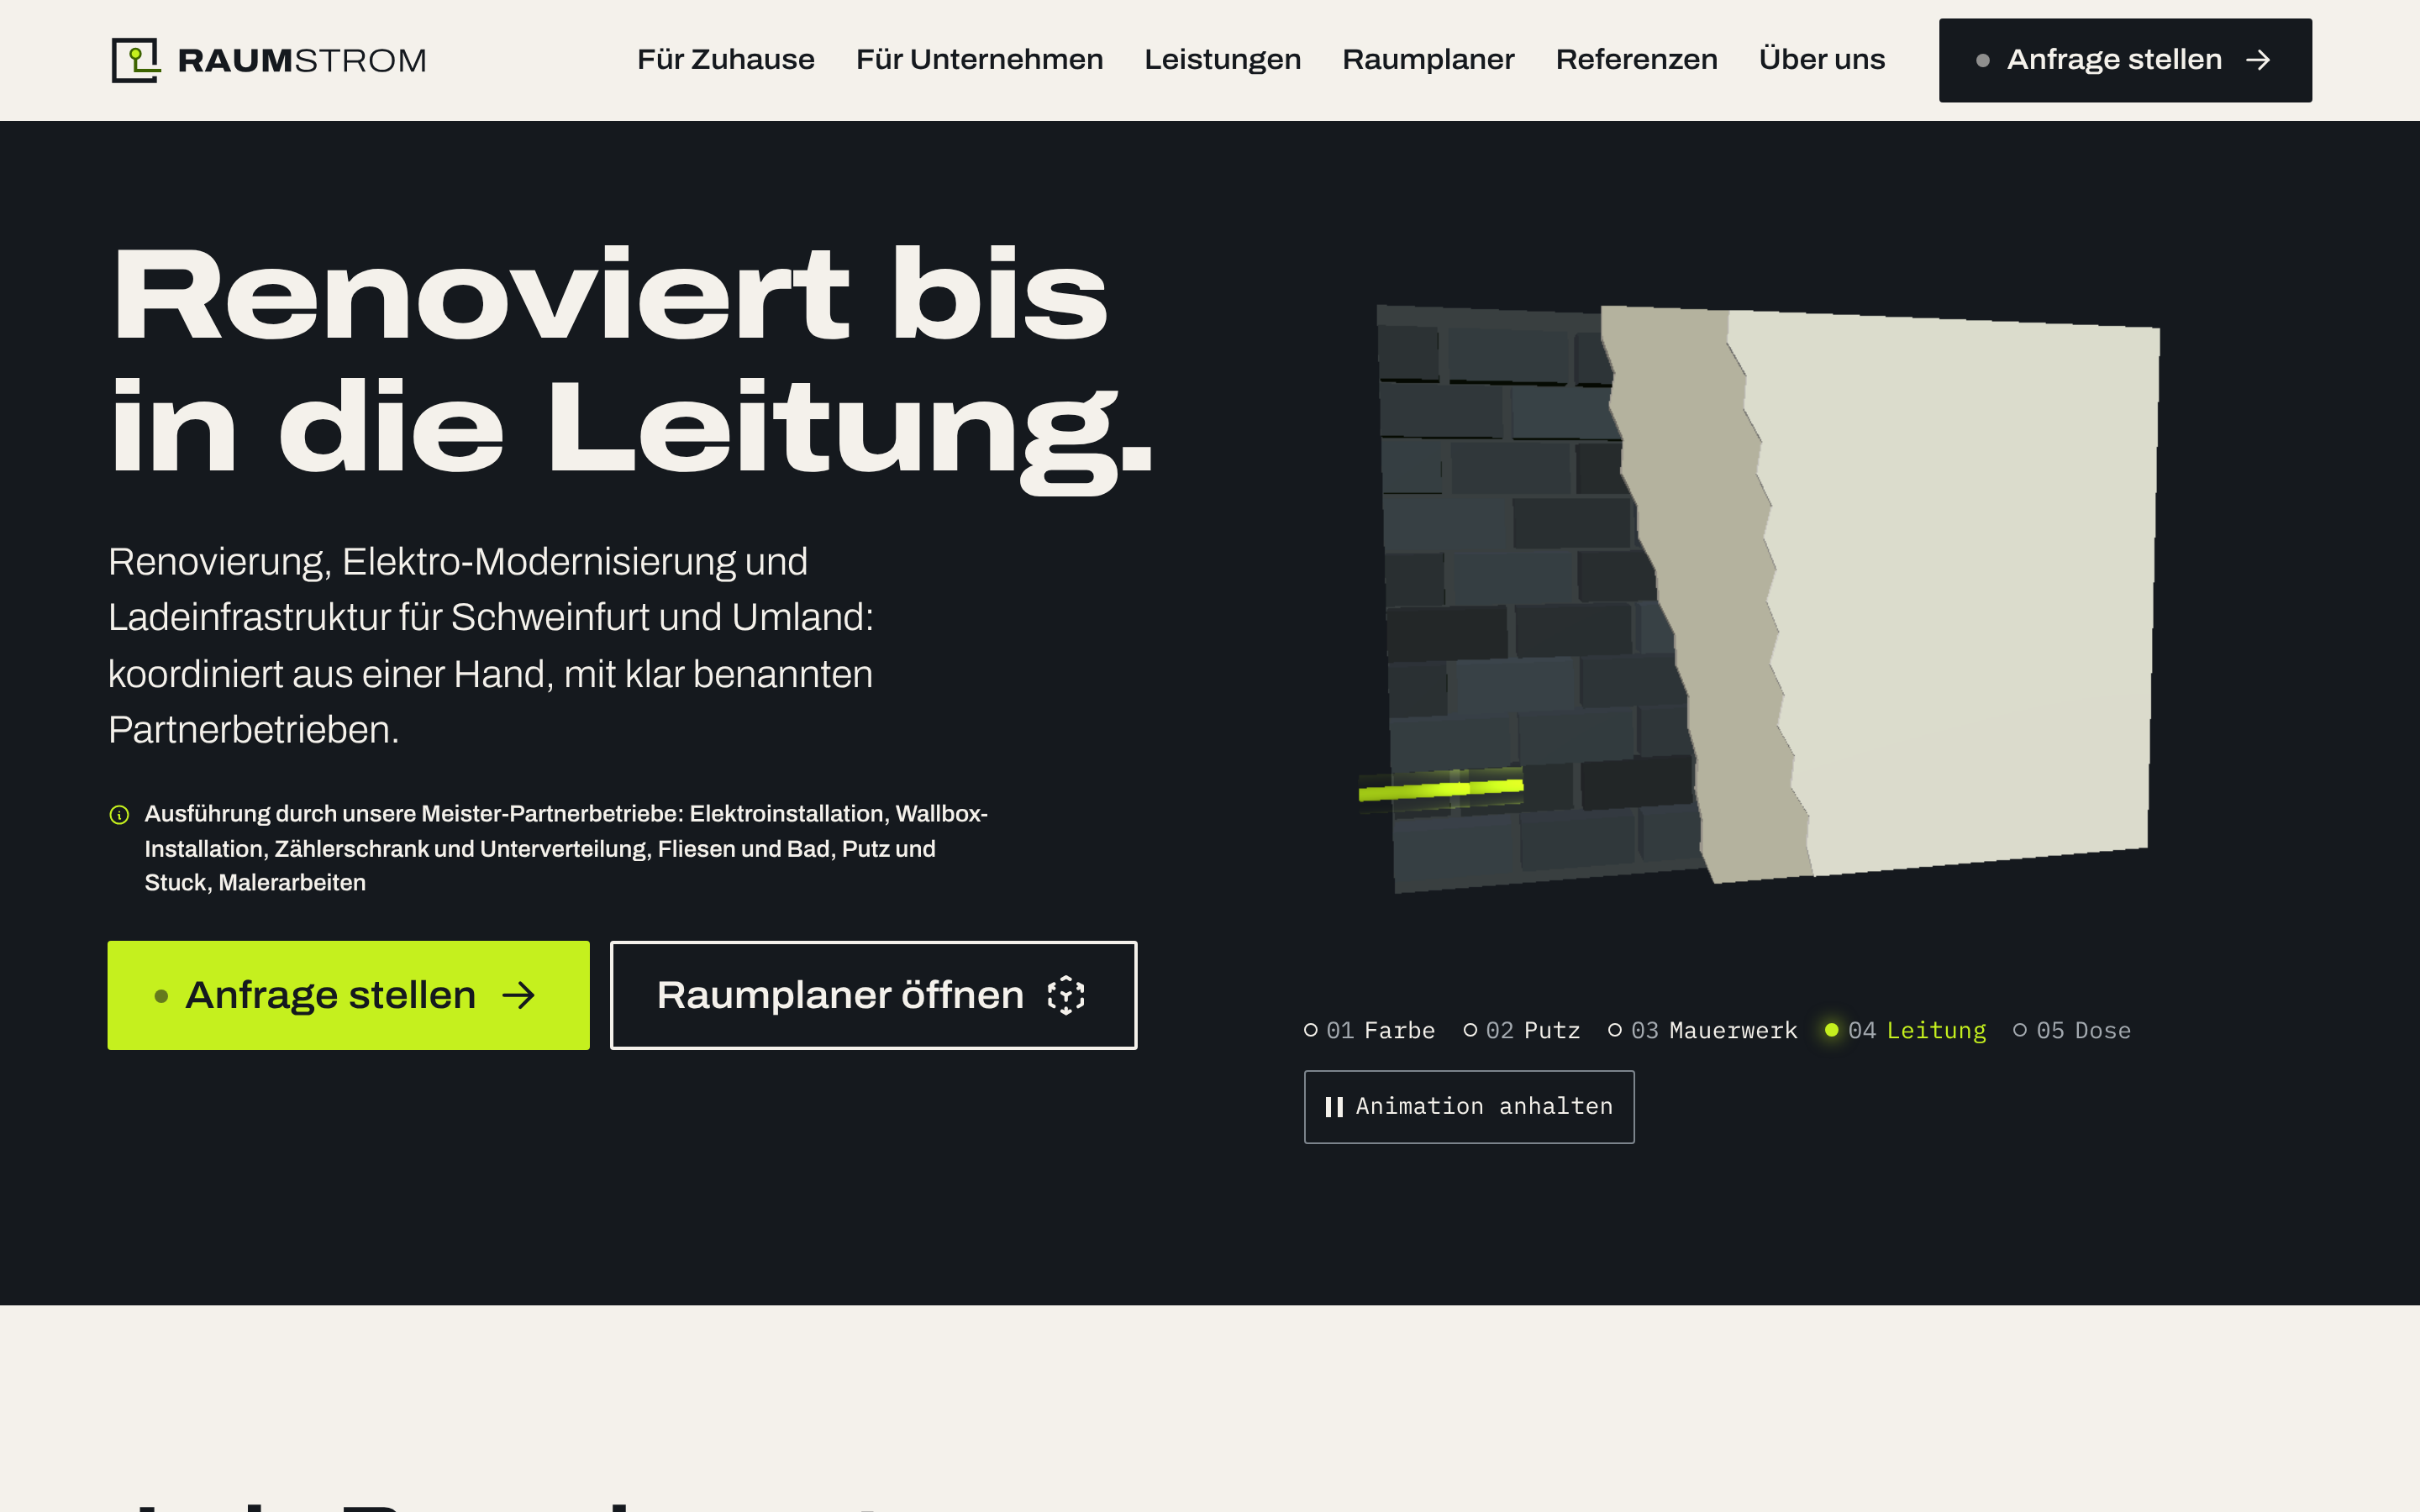 RAUMSTROM
Für Zuhause
Für Unternehmen
Leistungen
Raumplaner
Referenzen
Über uns
Anfrage stellen
Renoviert bis
in die Leitung.
Renovierung, Elektro-Modernisierung und
Ladeinfrastruktur für Schweinfurt und Umland:
koordiniert aus einer Hand, mit klar benannten
Partnerbetrieben.
Ausführung durch unsere Meister-Partnerbetriebe: Elektroinstallation, Wallbox-
Installation, Zählerschrank und Unterverteilung, Fliesen und Bad, Putz und
Stuck, Malerarbeiten
Anfrage stellen
Raumplaner öffnen
01 Farbe
02 Putz
03 Mauerwerk
04 Leitung
05 Dose
Animation anhalten